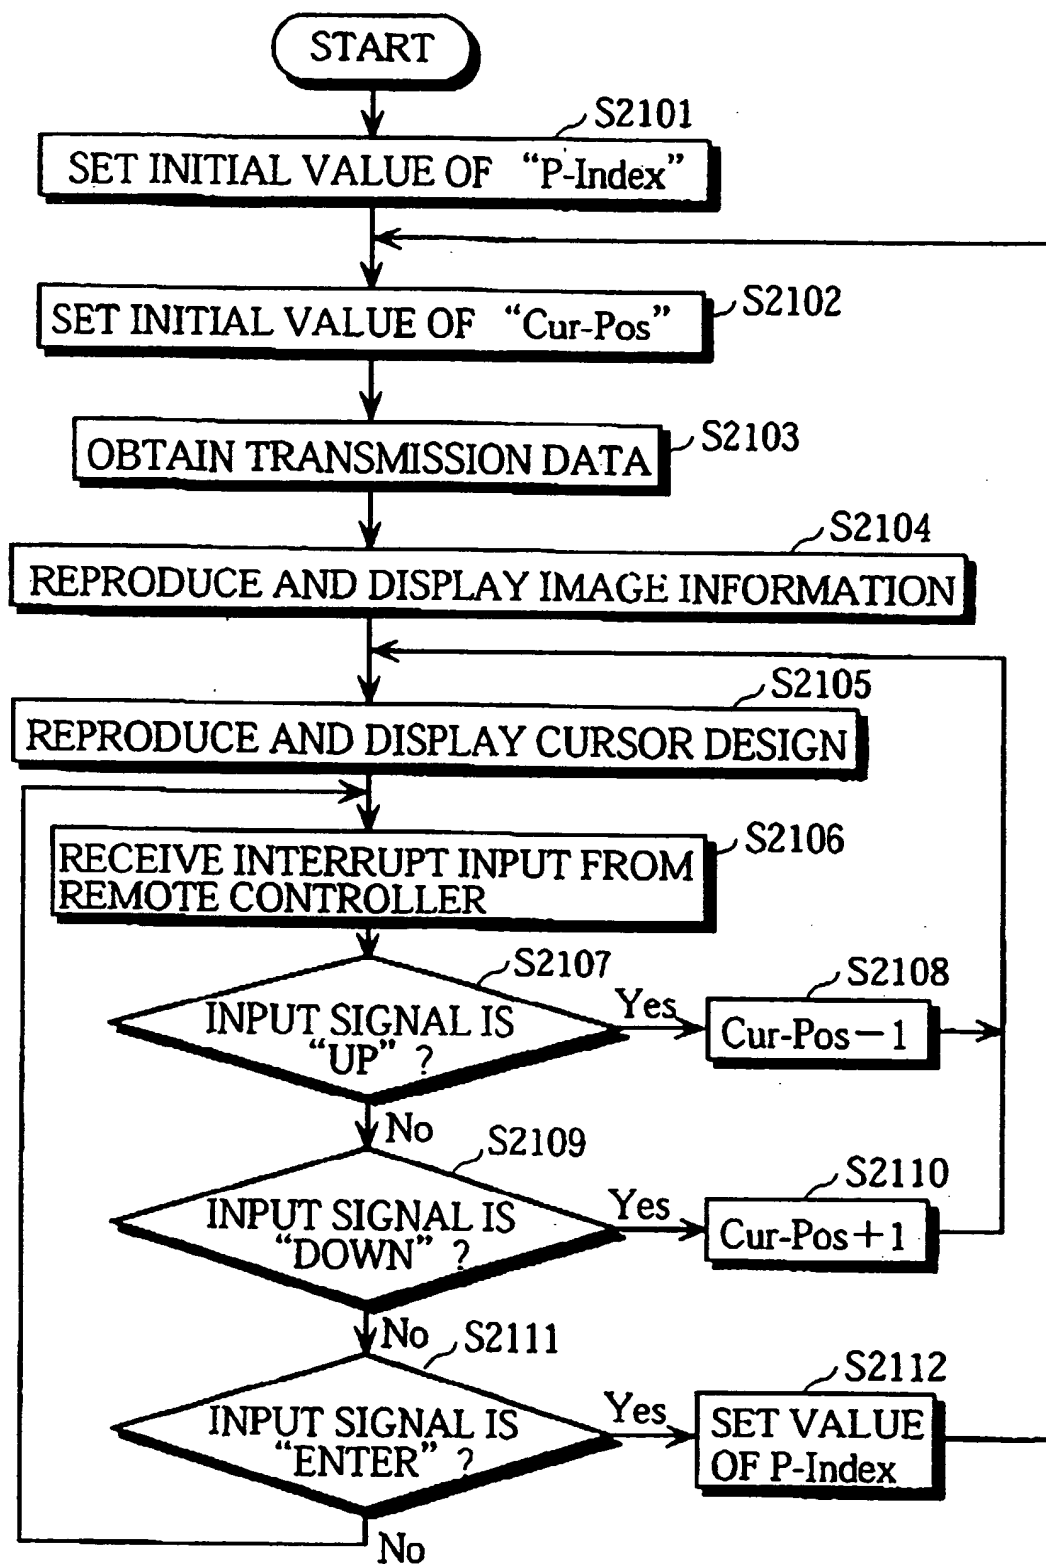 START
S2101
SET INITIAL VALUE OF “P-Index”
S2102
SET INITIAL VALUE OF “Cur-Pos”
S2103
OBTAIN TRANSMISSION DATA
S2104
REPRODUCE AND DISPLAY IMAGE INFORMATION
S2105
REPRODUCE AND DISPLAY CURSOR DESIGN
S2106
RECEIVE INTERRUPT INPUT FROM
REMOTE CONTROLLER
S2107
INPUT SIGNAL IS
“UP” ?
Yes
S2108
Cur-Pos−1
No
S2109
INPUT SIGNAL IS
“DOWN” ?
Yes
S2110
Cur-Pos+1
No
S2111
INPUT SIGNAL IS
“ENTER” ?
Yes
S2112
SET VALUE
OF P-Index
No